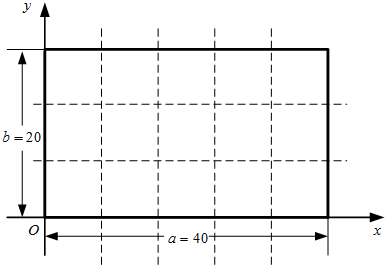 y
b = 20
O
a = 40
x